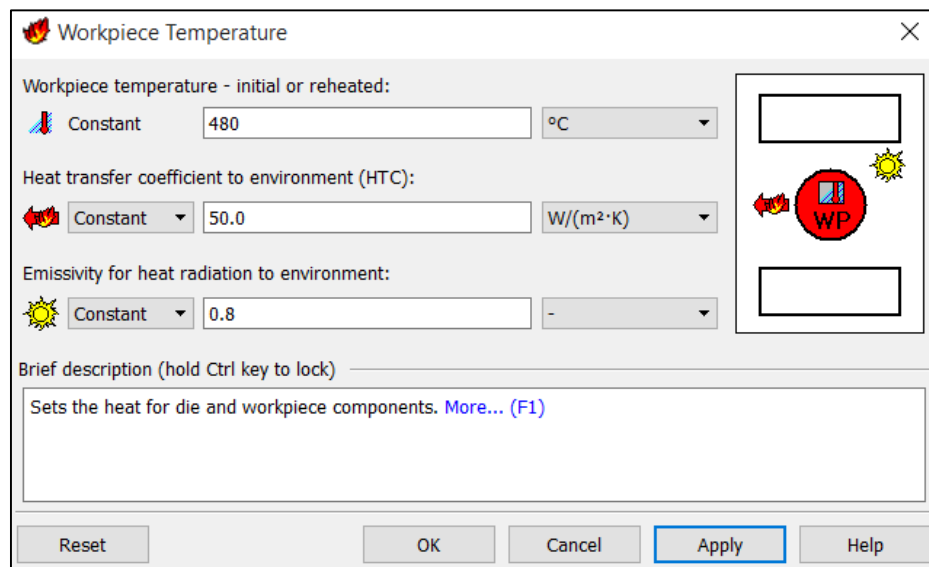 Workpiece Temperature
Workpiece temperature - initial or reheated:
Constant 480 °C
Heat transfer coefficient to environment (HTC):
Constant 50.0 W/(m²·K)
WP
Emissivity for heat radiation to environment:
Constant 0.8 -
Brief description (hold Ctrl key to lock)
Sets the heat for die and workpiece components. More... (F1)
Reset OK Cancel Apply Help